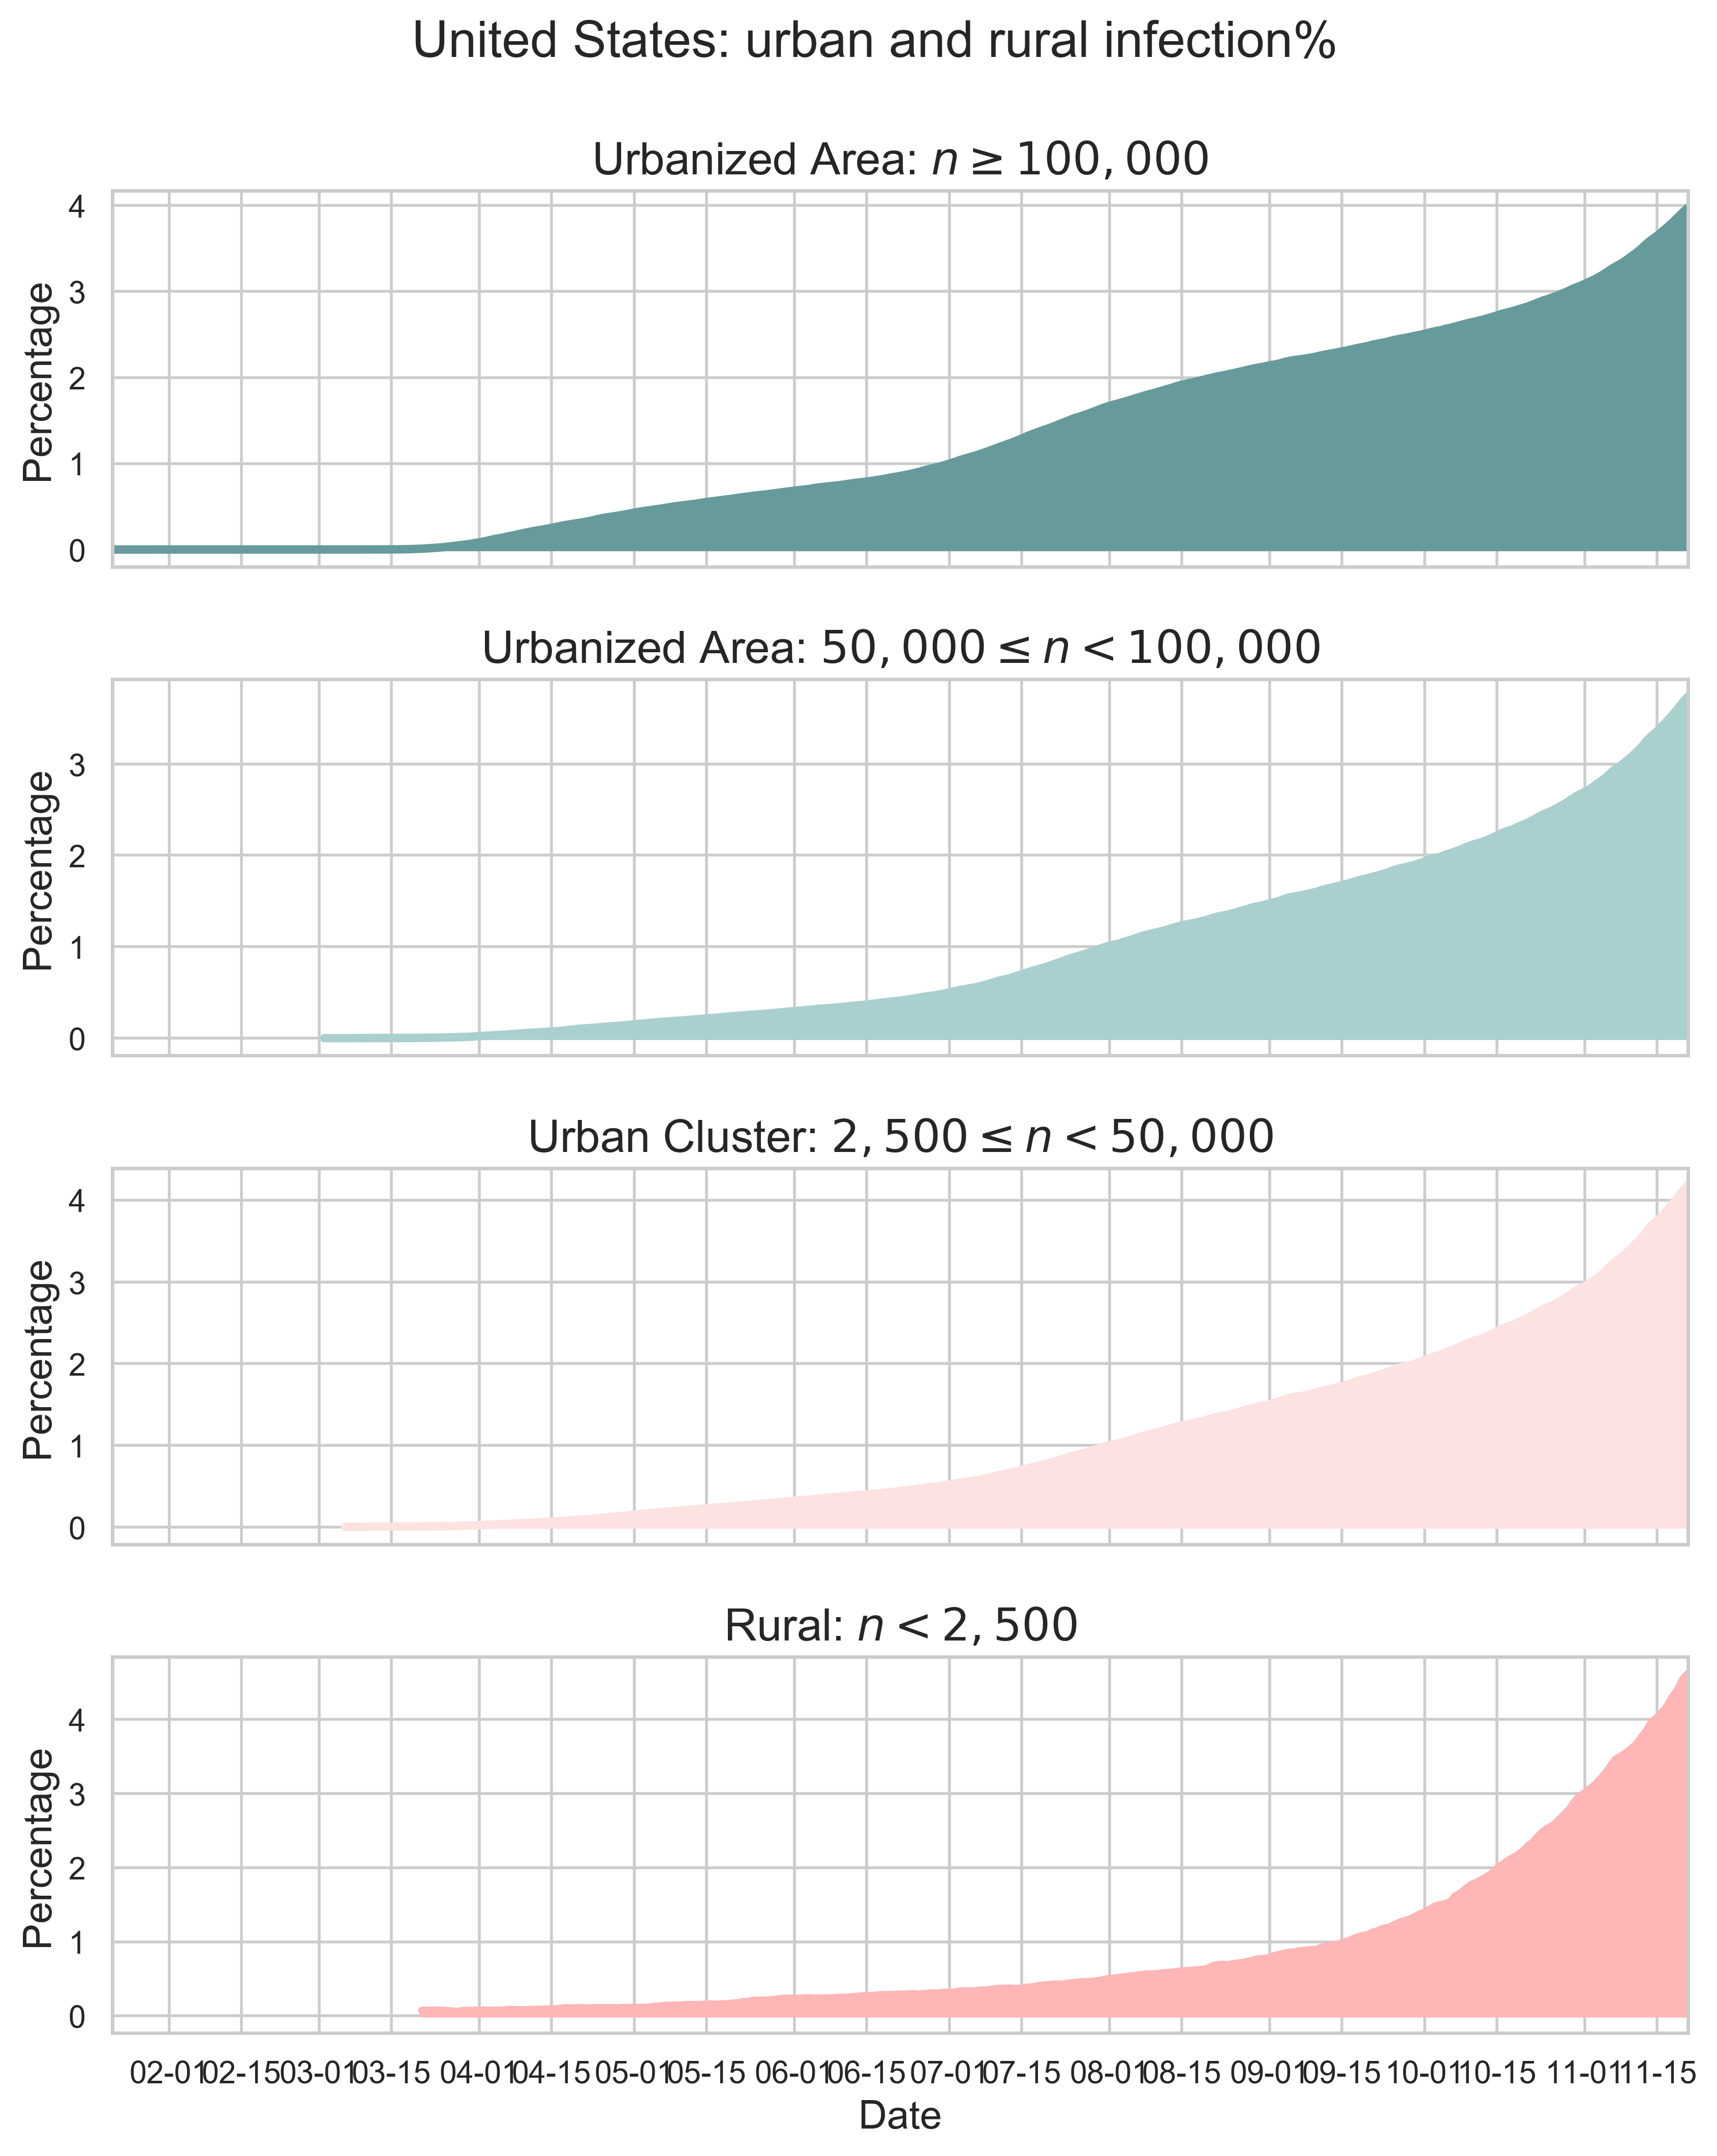 United States: urban and rural infection%
Urbanized Area: n ≥ 100, 000
4
3
2
1
0
Percentage
Urbanized Area: 50, 000 ≤ n < 100, 000
3
2
1
0
Percentage
Urban Cluster: 2, 500 ≤ n < 50, 000
4
3
2
1
0
Percentage
Rural: n < 2, 500
4
3
2
1
0
Percentage
02-01 02-15 03-01 03-15 04-01 04-15 05-01 05-15 06-01 06-15 07-01 07-15 08-01 08-15 09-01 09-15 10-01 10-15 11-01 11-15
Date